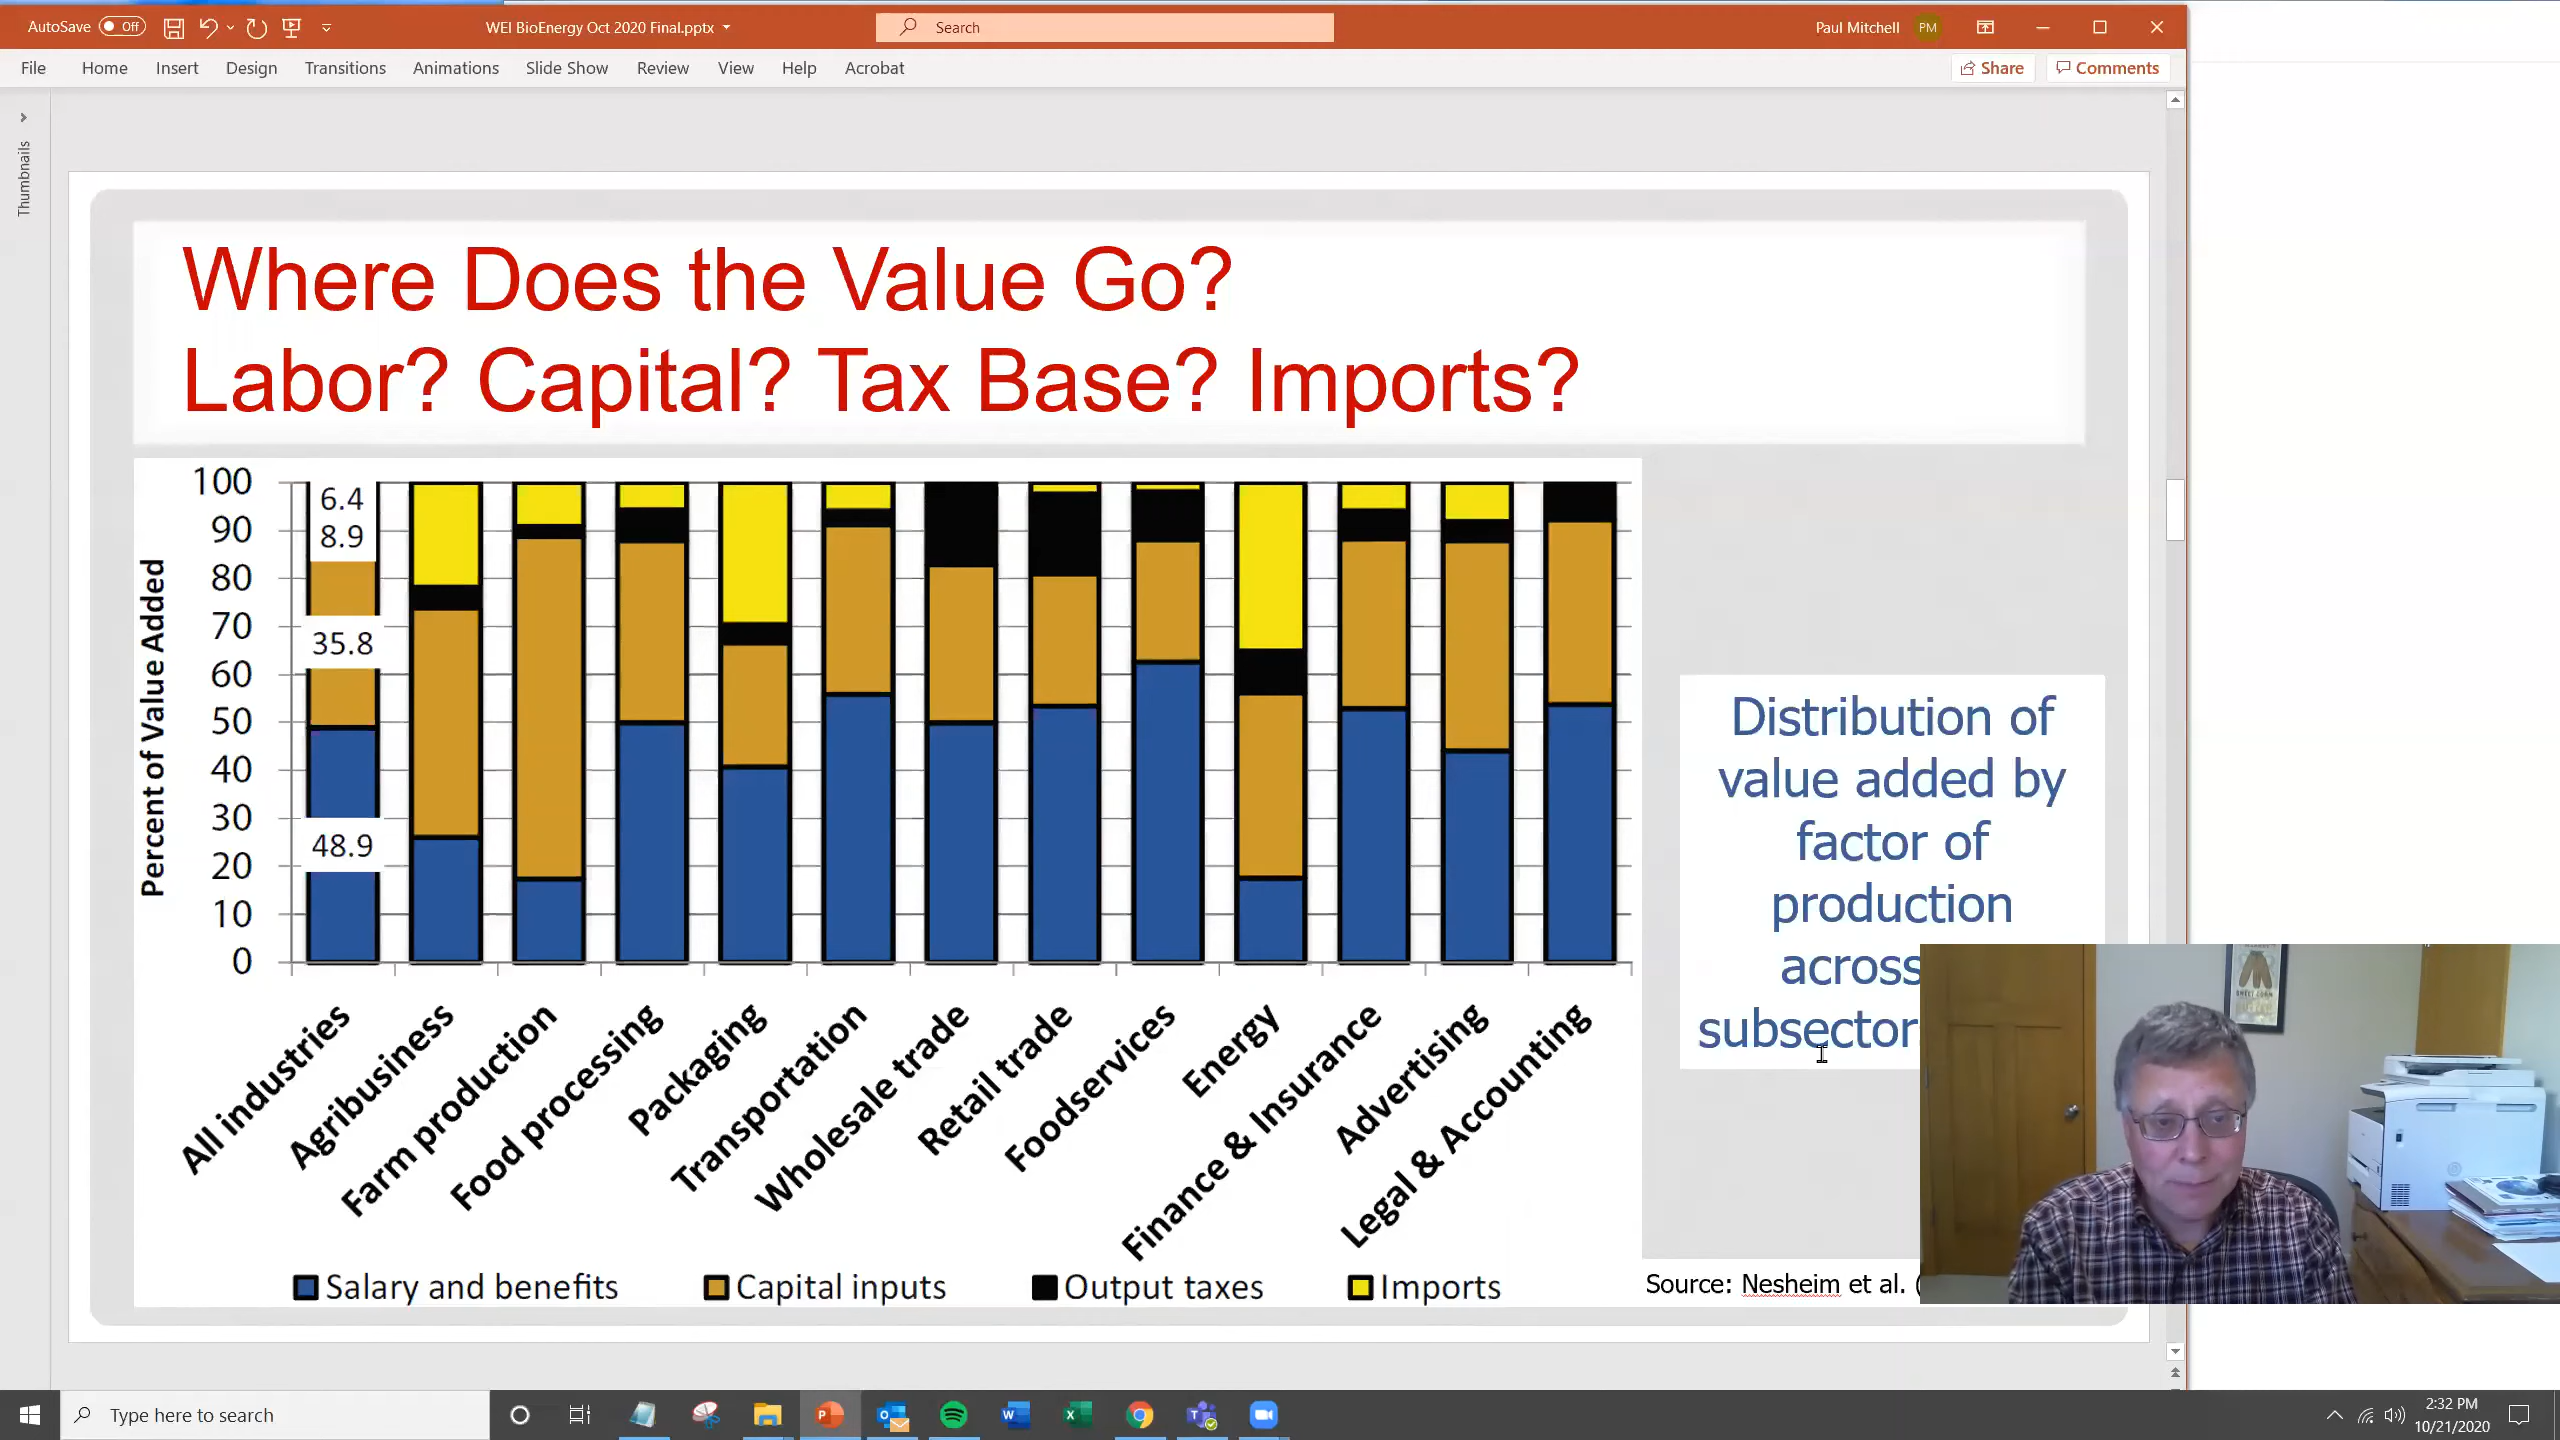 AutoSave Off
WEI BioEnergy Oct 2020 Final.pptx
Search
Paul Mitchell PM
File Home Insert Design Transitions Animations Slide Show Review View Help Acrobat
Share Comments
Thumbnails
Where Does the Value Go?
Labor? Capital? Tax Base? Imports?
Percent of Value Added
100
90
80
70
60
50
40
30
20
10
0
6.4
8.9
35.8
48.9
All industries
Agribusiness
Farm production
Food processing
Packaging
Transportation
Wholesale trade
Retail trade
Foodservices
Energy
Finance & Insurance
Advertising
Legal & Accounting
Salary and benefits Capital inputs Output taxes Imports
Distribution of
value added by
factor of
production
across
subsector
Source: Nesheim et al. (
Type here to search
2:32 PM
10/21/2020